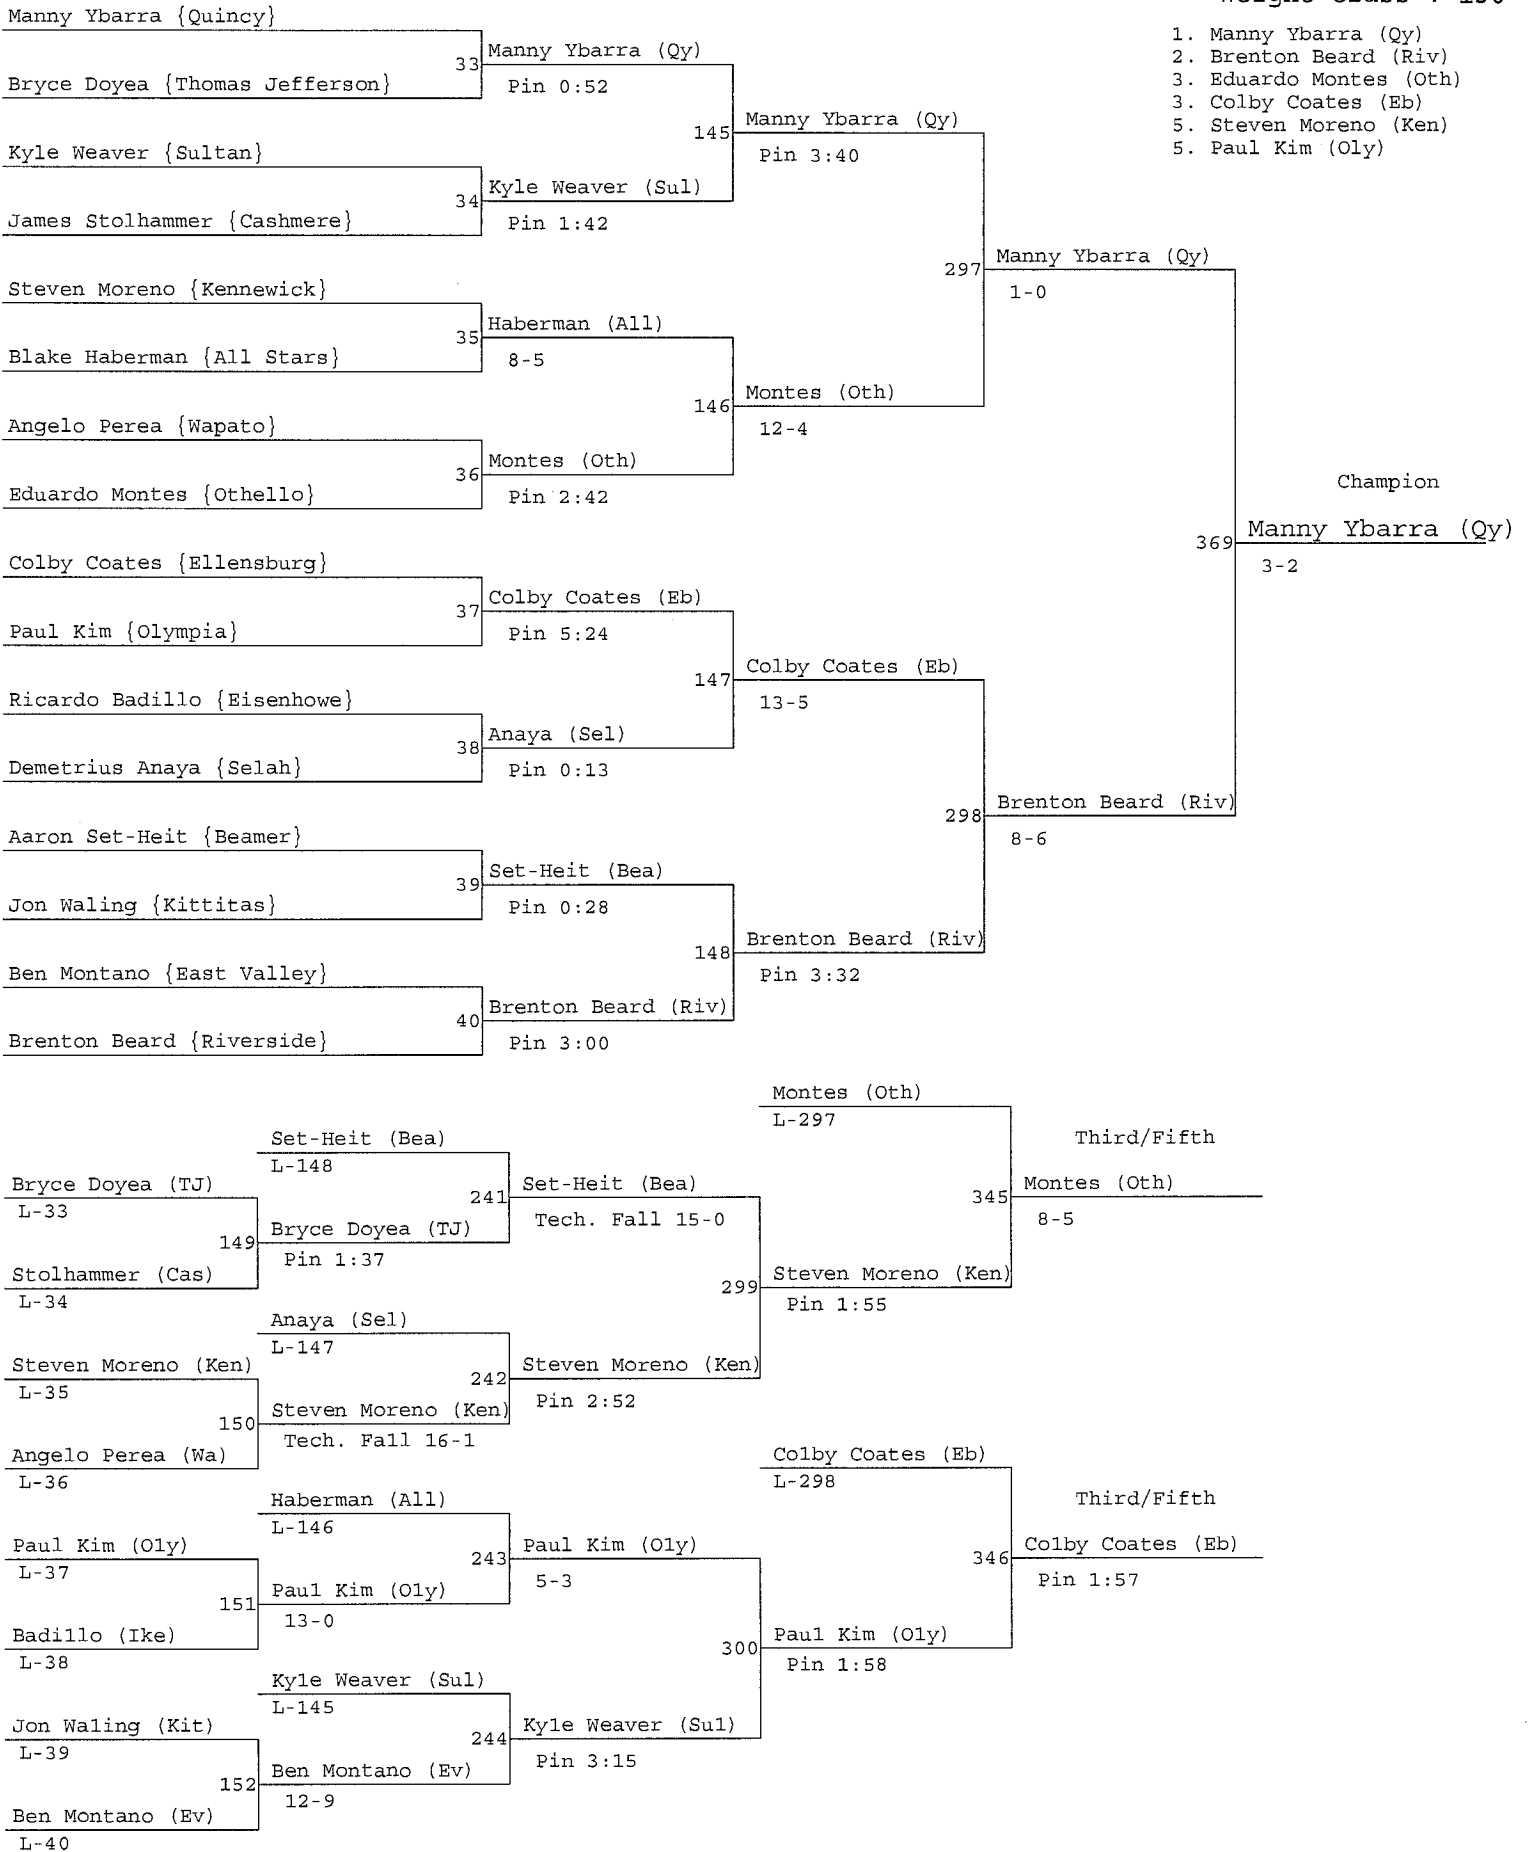 Manny Ybarra {Quincy}
33
Manny Ybarra (Qy)
Bryce Doyea {Thomas Jefferson}
Pin 0:52
145
Manny Ybarra (Qy)
Pin 3:40
Kyle Weaver {Sultan}
34
Kyle Weaver (Sul)
James Stolhammer {Cashmere}
Pin 1:42
297
Manny Ybarra (Qy)
1-0
Steven Moreno {Kennewick}
35
Haberman (All)
Blake Haberman {All Stars}
8-5
146
Montes (Oth)
12-4
Angelo Perea {Wapato}
36
Montes (Oth)
Eduardo Montes {Othello}
Pin 2:42
1. Manny Ybarra (Qy)
2. Brenton Beard (Riv)
3. Eduardo Montes (Oth)
3. Colby Coates (Eb)
5. Steven Moreno (Ken)
5. Paul Kim (Oly)
Champion
369
Manny Ybarra (Qy)
3-2
Colby Coates {Ellensburg}
37
Colby Coates (Eb)
Paul Kim {Olympia}
Pin 5:24
147
Colby Coates (Eb)
13-5
Ricardo Badillo {Eisenhowe}
38
Anaya (Sel)
Demetrius Anaya {Selah}
Pin 0:13
298
Brenton Beard (Riv)
8-6
Aaron Set-Heit {Beamer}
39
Set-Heit (Bea)
Jon Waling {Kittitas}
Pin 0:28
148
Brenton Beard (Riv)
Pin 3:32
Ben Montano {East Valley}
40
Brenton Beard (Riv)
Brenton Beard {Riverside}
Pin 3:00
Montes (Oth)
L-297
Set-Heit (Bea)
L-148
Third/Fifth
Bryce Doyea (TJ)
L-33
241
Set-Heit (Bea)
Tech. Fall 15-0
345
Montes (Oth)
8-5
149
Bryce Doyea (TJ)
Pin 1:37
Stolhammer (Cas)
L-34
299
Steven Moreno (Ken)
Pin 1:55
Anaya (Sel)
L-147
Steven Moreno (Ken)
L-35
242
Steven Moreno (Ken)
Pin 2:52
150
Steven Moreno (Ken)
Tech. Fall 16-1
Angelo Perea (Wa)
L-36
Colby Coates (Eb)
L-298
Haberman (All)
L-146
Third/Fifth
Paul Kim (Oly)
L-37
243
Paul Kim (Oly)
5-3
346
Colby Coates (Eb)
Pin 1:57
151
Paul Kim (Oly)
13-0
Badillo (Ike)
L-38
300
Paul Kim (Oly)
Pin 1:58
Kyle Weaver (Sul)
L-145
Jon Waling (Kit)
L-39
244
Kyle Weaver (Sul)
Pin 3:15
152
Ben Montano (Ev)
12-9
Ben Montano (Ev)
L-40